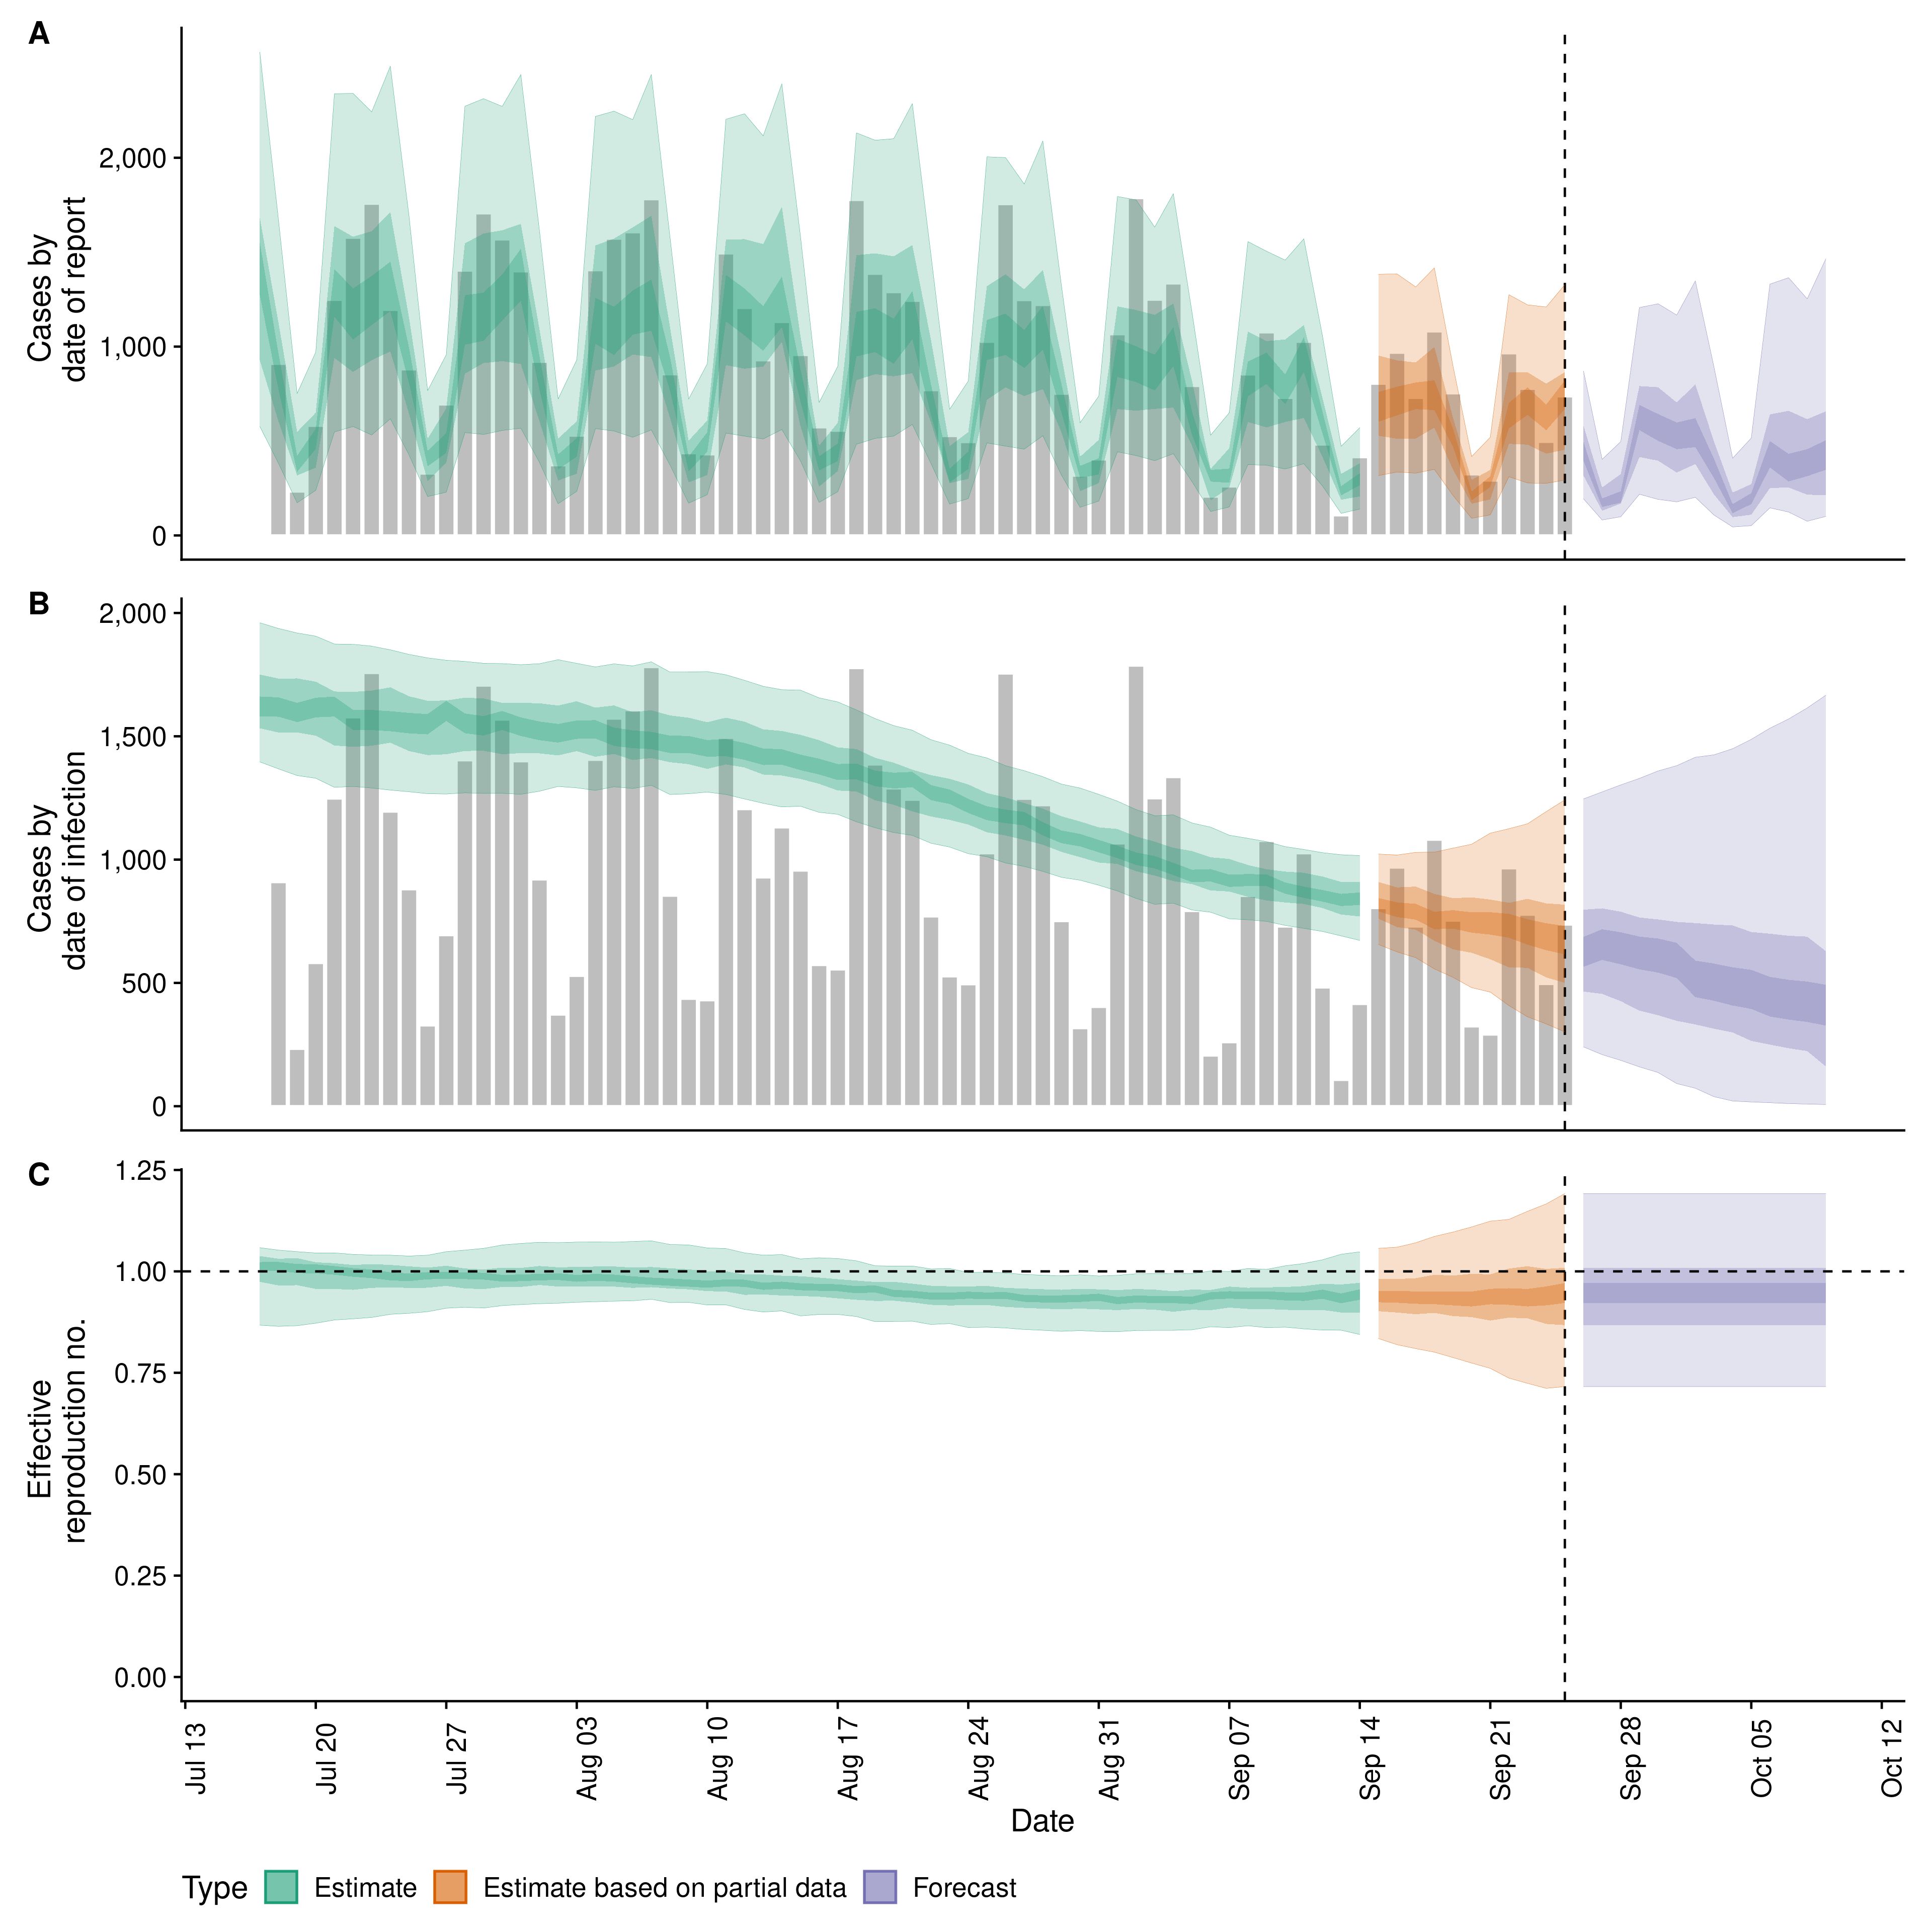 A
Cases by
date of report
2,000
1,000
0
B
Cases by
date of infection
2,000
1,500
1,000
500
0
C
Effective
reproduction no.
1.25
1.00
0.75
0.50
0.25
0.00
Jul 13
Jul 20
Jul 27
Aug 03
Aug 10
Aug 17
Aug 24
Aug 31
Sep 07
Sep 14
Sep 21
Sep 28
Oct 05
Oct 12
Date
Type Estimate Estimate based on partial data Forecast